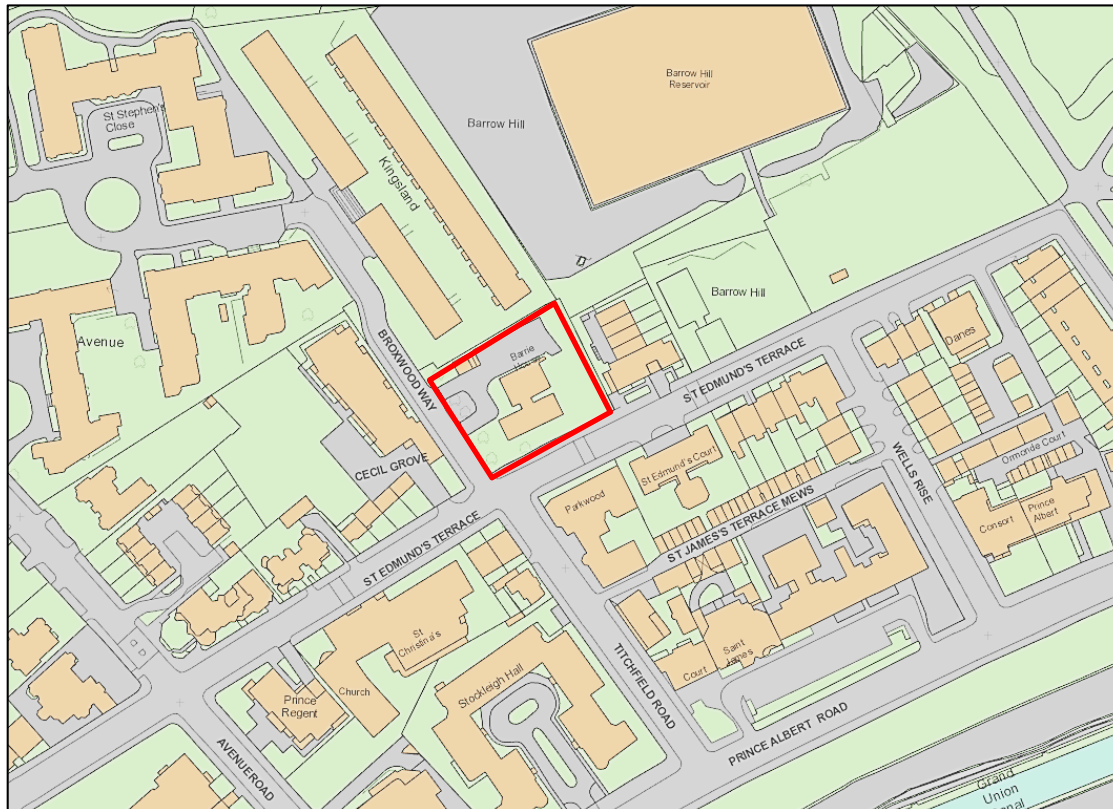 Barrow Hill
Reservoir
Barrow Hill
St Stephen's
Close
Kingsland
Barrow Hill
Avenue
BROXWOOD WAY
Barrie
House
ST EDMUND'S TERRACE
Danes
CECIL GROVE
St Edmund's Court
Parkwood
WELLS RISE
Ormonde Court
Prince
Albert
Consort
ST JAMES'S TERRACE MEWS
ST EDMUND'S TERRACE
St
Christina's
Church
Stockleigh Hall
Prince
Regent
TITCHFIELD ROAD
Saint
James
Court
PRINCE ALBERT ROAD
AVENUE ROAD
Grand
Union